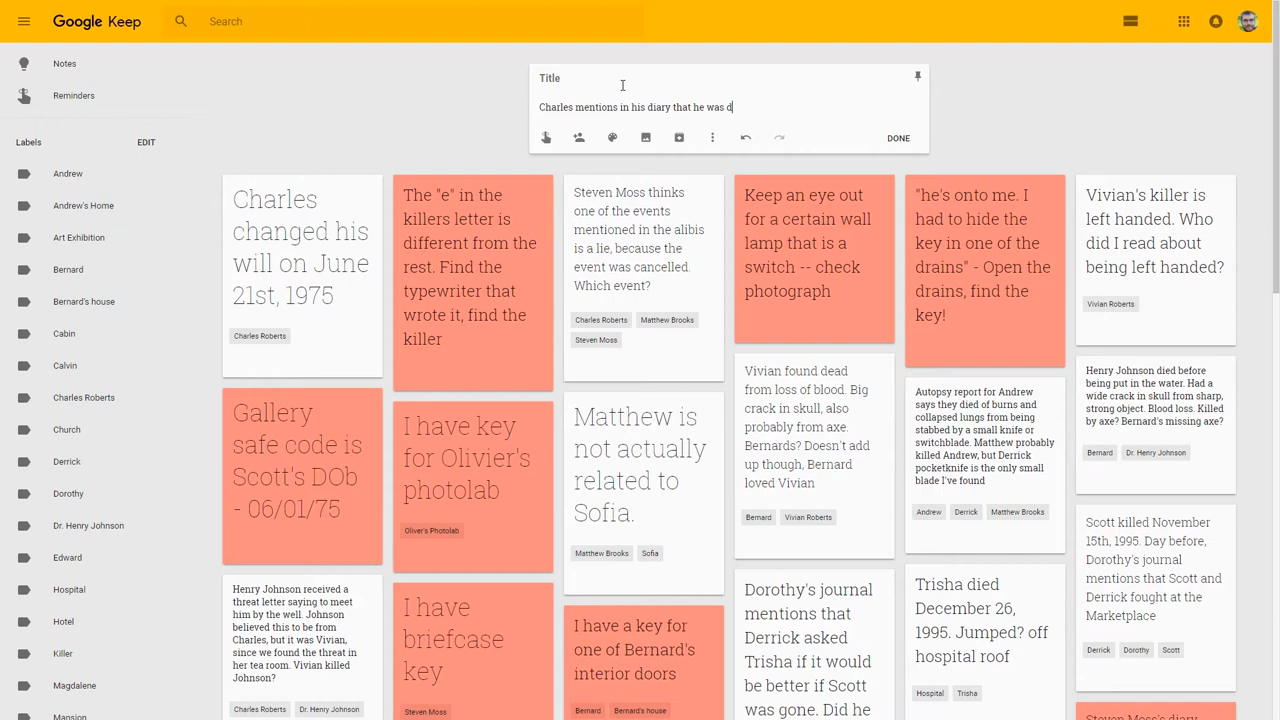 Google Keep
Search
Notes
Reminders
Labels
EDIT
Andrew
Andrew's Home
Art Exhibition
Bernard
Bernard's house
Cabin
Calvin
Charles Roberts
Church
Derrick
Dorothy
Dr. Henry Johnson
Edward
Hospital
Hotel
Killer
Magdalene
Mansion
Title
Charles mentions in his diary that he was d
DONE
Charles
changed his
will on June
21st, 1975
Charles Roberts
Gallery
safe code is
Scott's DOb
- 06/01/75
Henry Johnson received a
threat letter saying to meet
him by the well. Johnson
believed this to be from
Charles, but it was Vivian,
since we found the threat in
her tea room. Vivian killed
Johnson?
Charles Roberts
Dr. Henry Johnson
The "e" in the
killers letter is
different from the
rest. Find the
typewriter that
wrote it, find the
killer
I have key
for Olivier's
photolab
Oliver's Photolab
I have
briefcase
key
Steven Moss
Steven Moss thinks
one of the events
mentioned in the alibis
is a lie, because the
event was cancelled.
Which event?
Charles Roberts
Matthew Brooks
Steven Moss
Matthew is
not actually
related to
Sofia.
Matthew Brooks
Sofia
I have a key for
one of Bernard's
interior doors
Bernard
Bernard's house
Keep an eye out
for a certain wall
lamp that is a
switch -- check
photograph
Vivian found dead
from loss of blood. Big
crack in skull, also
probably from axe.
Bernards? Doesn't add
up though, Bernard
loved Vivian
Bernard
Vivian Roberts
Dorothy's journal
mentions that
Derrick asked
Trisha if it would
be better if Scott
was gone. Did he
"he's onto me. I
had to hide the
key in one of the
drains" - Open the
drains, find the
key!
Autopsy report for Andrew
says they died of burns and
collapsed lungs from being
stabbed by a small knife or
switchblade. Matthew probably
killed Andrew, but Derrick
pocketknife is the only small
blade I've found
Andrew
Derrick
Matthew Brooks
Trisha died
December 26,
1995. Jumped? off
hospital roof
Hospital
Trisha
Vivian's killer is
left handed. Who
did I read about
being left handed?
Vivian Roberts
Henry Johnson died before
being put in the water. Had a
wide crack in skull from sharp,
strong object. Blood loss. Killed
by axe? Bernard's missing axe?
Bernard
Dr. Henry Johnson
Scott killed November
15th, 1995. Day before,
Dorothy's journal
mentions that Scott and
Derrick fought at the
Marketplace
Derrick
Dorothy
Scott
Steven Moss's diary